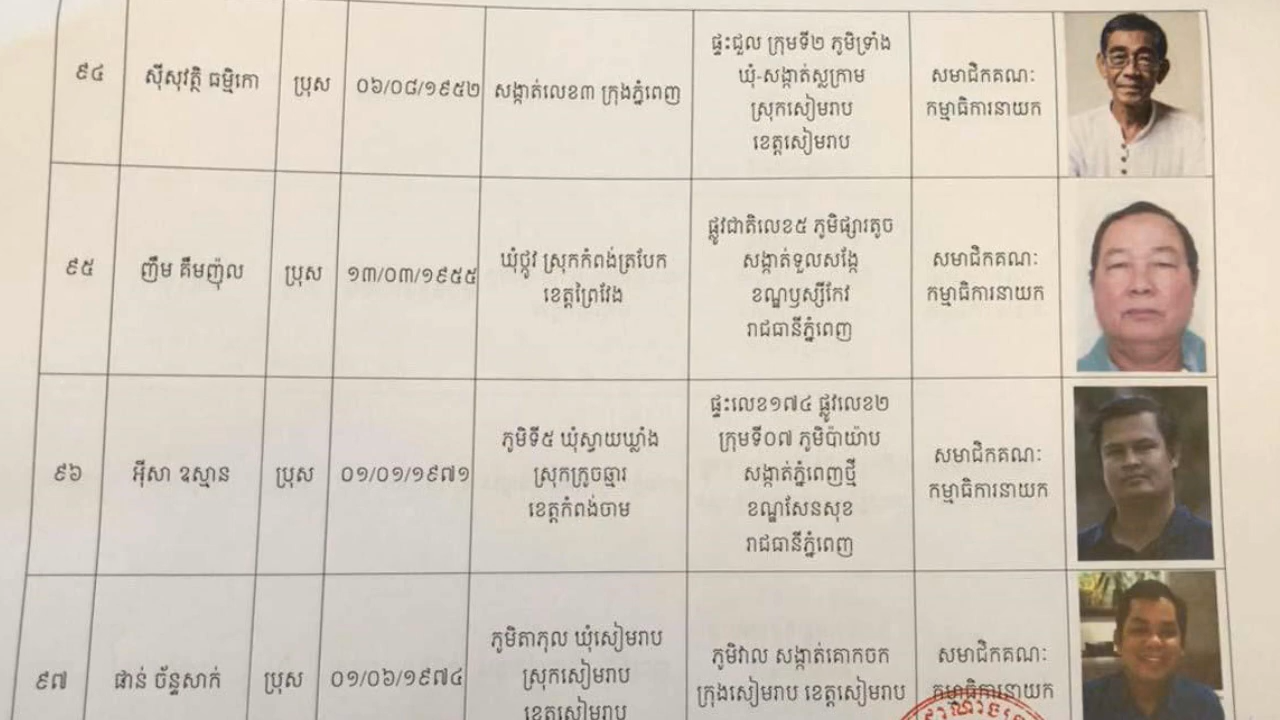 ៩៤
ស៊ីសុវត្ថិ ធម្មិកោ
ប្រុស
០៦/០៨/១៩៥២
សង្កាត់លេខ៣ ក្រុងភ្នំពេញ
ផ្ទះជួល ក្រុមទី២ ភូមិទ្រាំង
ឃុំ-សង្កាត់ស្លក្រាម
ស្រុកសៀមរាប
ខេត្តសៀមរាប
សមាជិកគណៈ
កម្មាធិការនាយក
៩៥
ញឹម គឹមញ៉ុល
ប្រុស
១៣/០៣/១៩៥៥
ឃុំថ្កូវ ស្រុកកំពង់ត្របែក
ខេត្តព្រៃវែង
ផ្លូវជាតិលេខ៥ ភូមិផ្សារតូច
សង្កាត់ទួលសង្កែ
ខណ្ឌឫស្សីកែវ
រាជធានីភ្នំពេញ
សមាជិកគណៈ
កម្មាធិការនាយក
៩៦
អ៊ីសា ឧស្មាន
ប្រុស
០១/០១/១៩៧១
ភូមិទី៥ ឃុំស្វាយឃ្លាំង
ស្រុកក្រូចឆ្មារ
ខេត្តកំពង់ចាម
ផ្ទះលេខ១៧៤ ផ្លូវលេខ២
ក្រុមទី០៧ ភូមិប៉ាយ៉ាប
សង្កាត់ភ្នំពេញថ្មី
ខណ្ឌសែនសុខ
រាជធានីភ្នំពេញ
សមាជិកគណៈ
កម្មាធិការនាយក
៩៧
ផាន់ ច័ន្ទសាក់
ប្រុស
០១/០៦/១៩៧៤
ភូមិតាភុល ឃុំសៀមរាប
ស្រុកសៀមរាប
ខេត្តសៀមរាប
ភូមិវាល សង្កាត់គោកចក
ក្រុងសៀមរាប ខេត្តសៀមរាប
សមាជិកគណៈ
កម្មាធិការនាយក